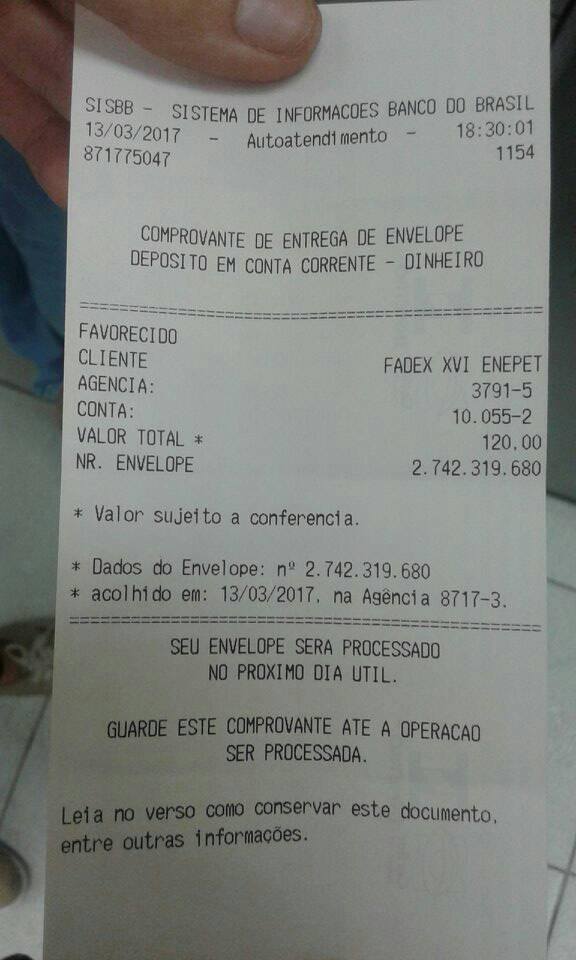 SISBB - SISTEMA DE INFORMACOES BANCO DO BRASIL
13/03/2017 - Autoatendimento - 18:30:01
871775047 1154
COMPROVANTE DE ENTREGA DE ENVELOPE
DEPOSITO EM CONTA CORRENTE - DINHEIRO
================================================
FAVORECIDO
CLIENTE FADEX XVI ENEPET
AGENCIA: 3791-5
CONTA: 10.055-2
VALOR TOTAL * 120,00
NR. ENVELOPE 2.742.319.680
* Valor sujeito a conferencia.
* Dados do Envelope: nº 2.742.319.680
* acolhido em: 13/03/2017, na Agência 8717-3.
================================================
SEU ENVELOPE SERA PROCESSADO
NO PROXIMO DIA UTIL.
GUARDE ESTE COMPROVANTE ATE A OPERACAO
SER PROCESSADA.
Leia no verso como conservar este documento,
entre outras informações.